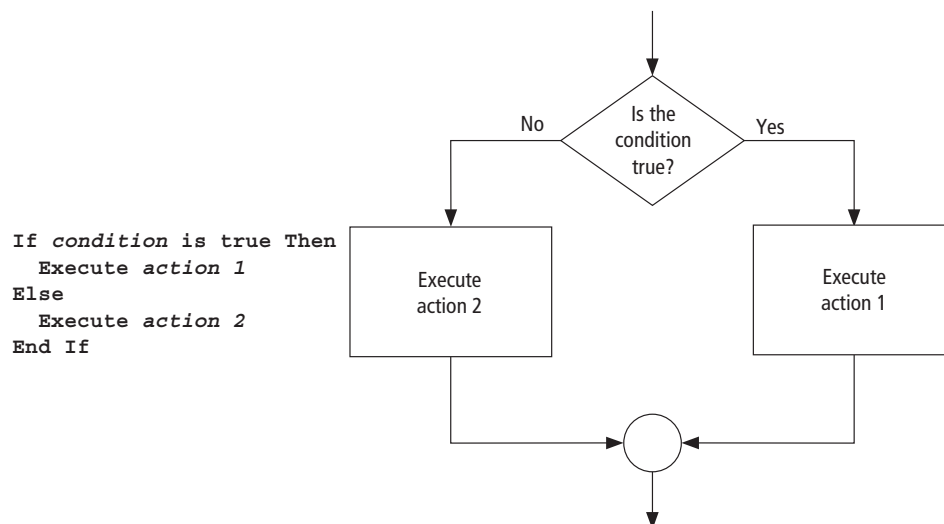 If condition is true Then
Execute action 1
Else
Execute action 2
End If
No
Is the
condition
true?
Yes
Execute
action 2
Execute
action 1